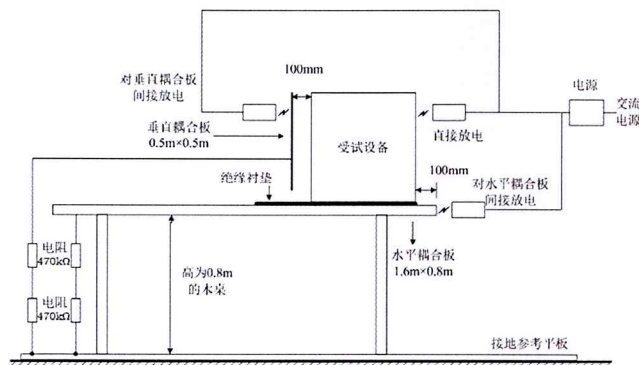 100mm
对垂直耦合板
间接放电
电源
交流
电源
垂直耦合板
0.5m×0.5m
受试设备
直接放电
100mm
绝缘衬垫
对水平耦合板
间接放电
电阻
470kΩ
高为0.8m
的木桌
水平耦合板
1.6m×0.8m
电阻
470kΩ
接地参考平板